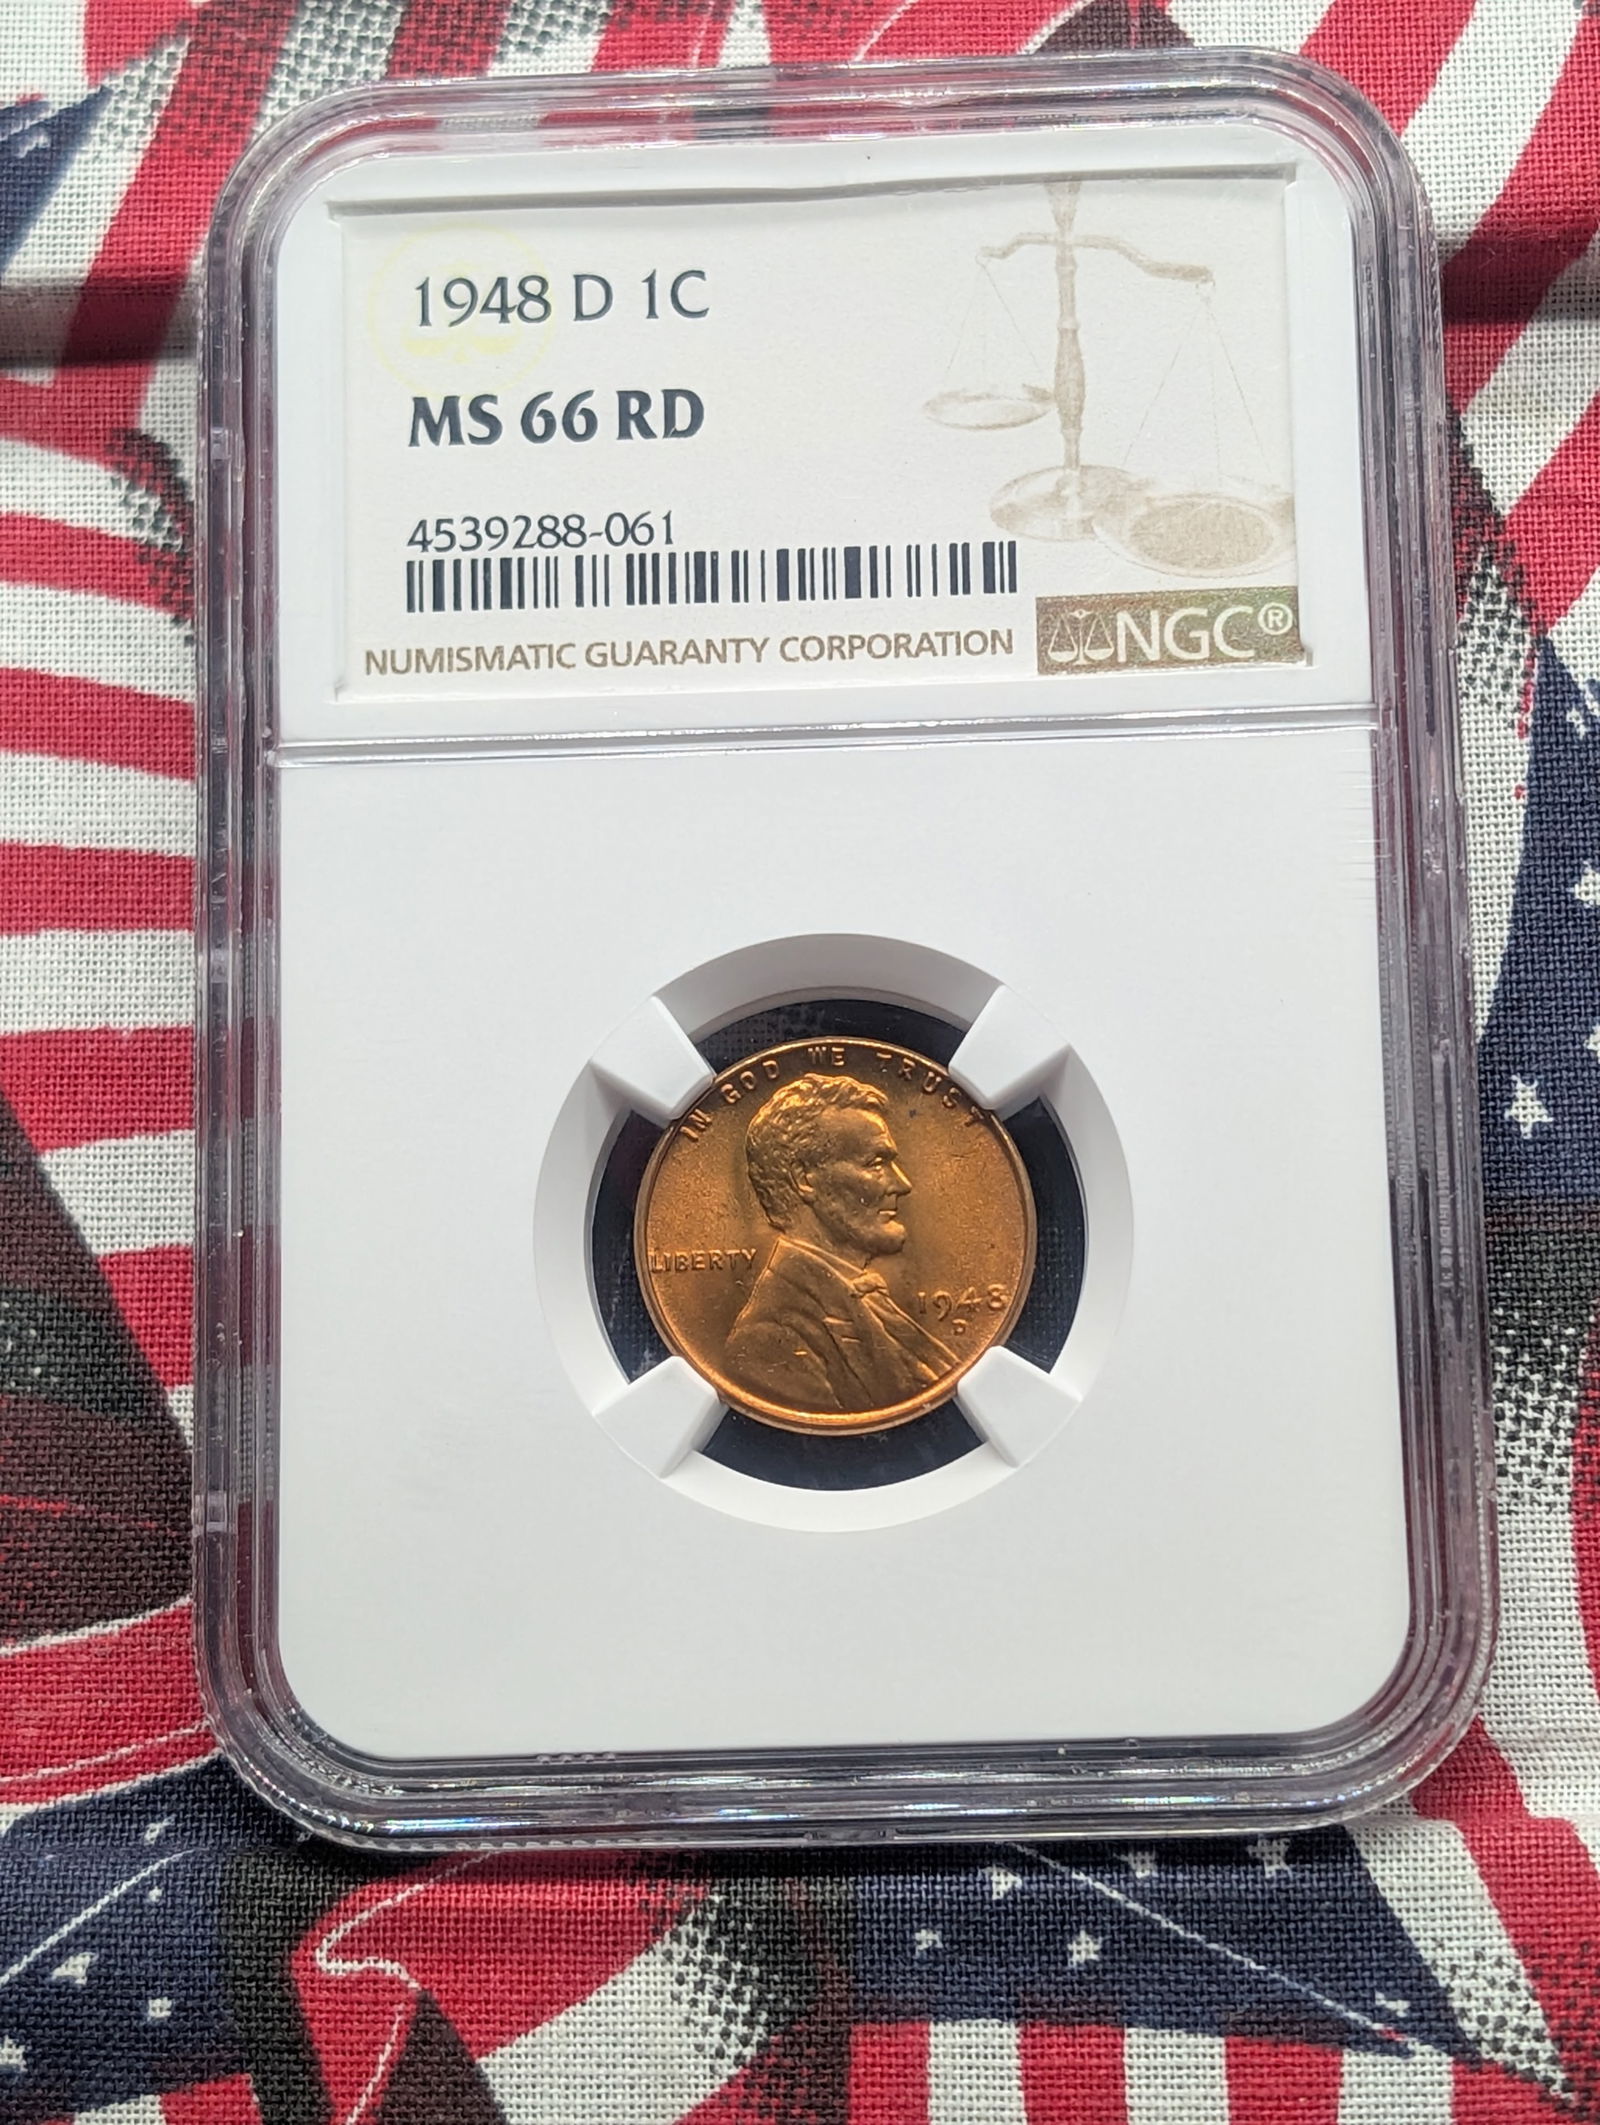 1948 D 1C
MS 66 RD
4539288-061
NUMISMATIC GUARANTY CORPORATION
NGC®
IN GOD WE TRUST
LIBERTY
1948
D